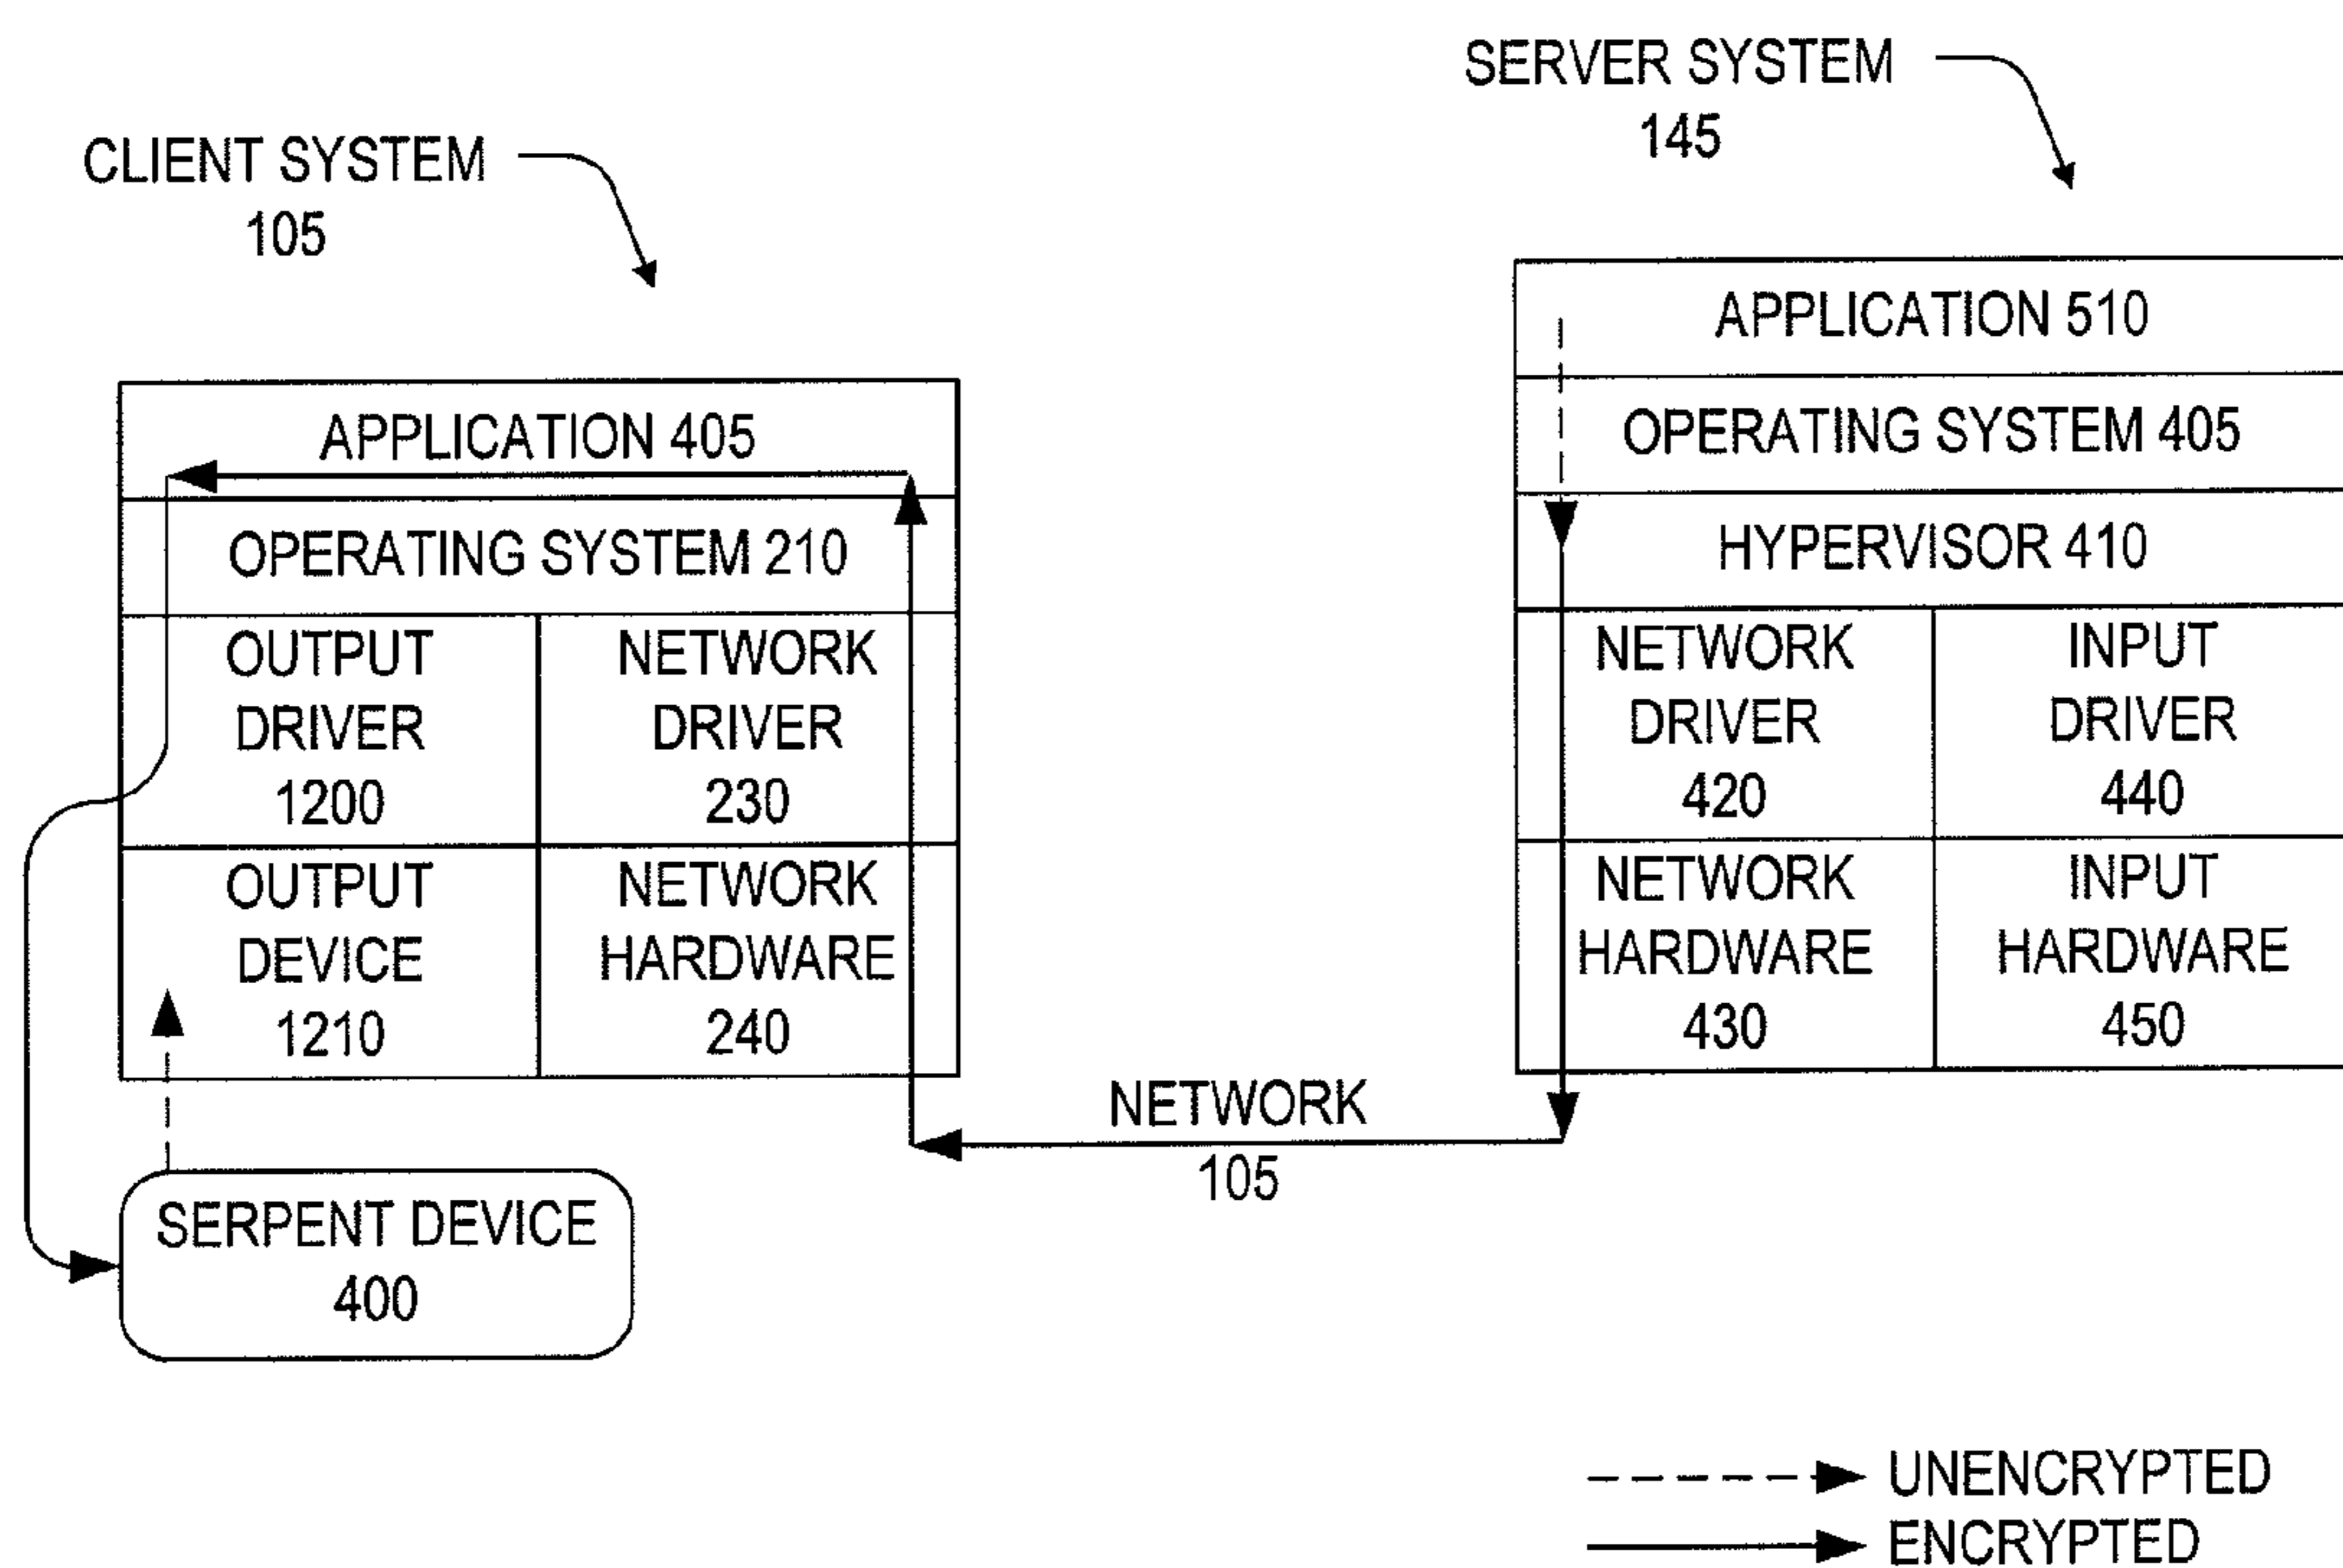 SERVER SYSTEM
145
CLIENT SYSTEM
105
APPLICATION 405
OPERATING SYSTEM 210
OUTPUT
DRIVER
1200
NETWORK
DRIVER
230
OUTPUT
DEVICE
1210
NETWORK
HARDWARE
240
SERPENT DEVICE
400
NETWORK
105
APPLICATION 510
OPERATING SYSTEM 405
HYPERVISOR 410
NETWORK
DRIVER
420
INPUT
DRIVER
440
NETWORK
HARDWARE
430
INPUT
HARDWARE
450
UNENCRYPTED
ENCRYPTED